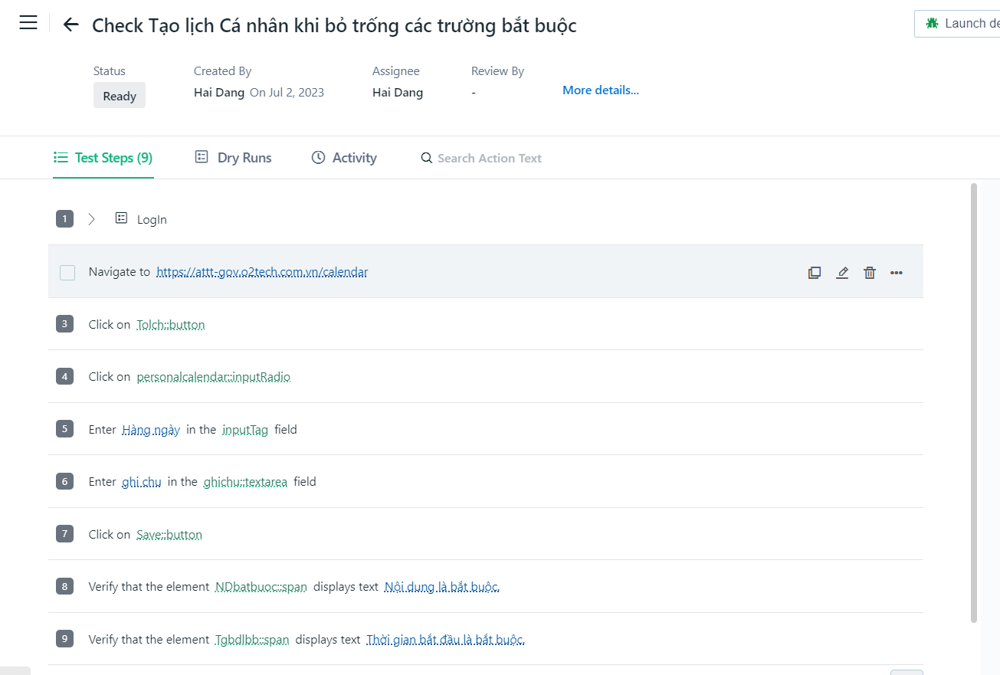 Check Tạo lịch Cá nhân khi bỏ trống các trường bắt buộc
Launch de
Status Created By Assignee Review By
Ready Hai Dang On Jul 2, 2023 Hai Dang - More details...
Test Steps (9) Dry Runs Activity Search Action Text
1 LogIn
Navigate to https://attt-gov.o2tech.com.vn/calendar
3 Click on Tolch::button
4 Click on personalcalendar::inputRadio
5 Enter Hàng ngày in the inputTag field
6 Enter ghi chu in the ghichu::textarea field
7 Click on Save::button
8 Verify that the element NDbatbuoc::span displays text Nội dung là bắt buộc.
9 Verify that the element Tgbdlbb::span displays text Thời gian bắt đầu là bắt buộc.